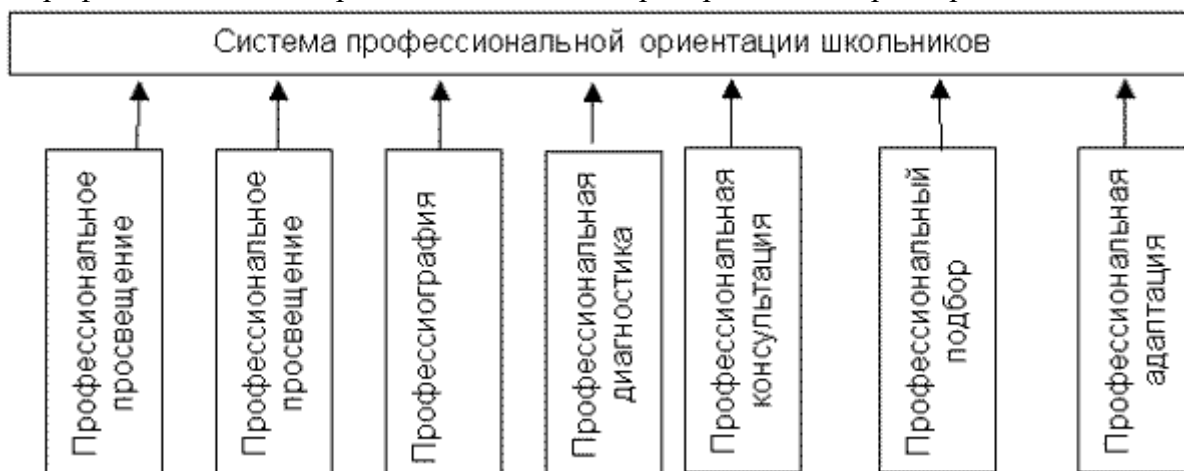 Система профессиональной ориентации школьников
Профессиональное
просвещение
Профессиональное
просвещение
Профессиография
Профессиональная
диагностика
Профессиональная
консультация
Профессиональный
подбор
Профессиональная
адаптация